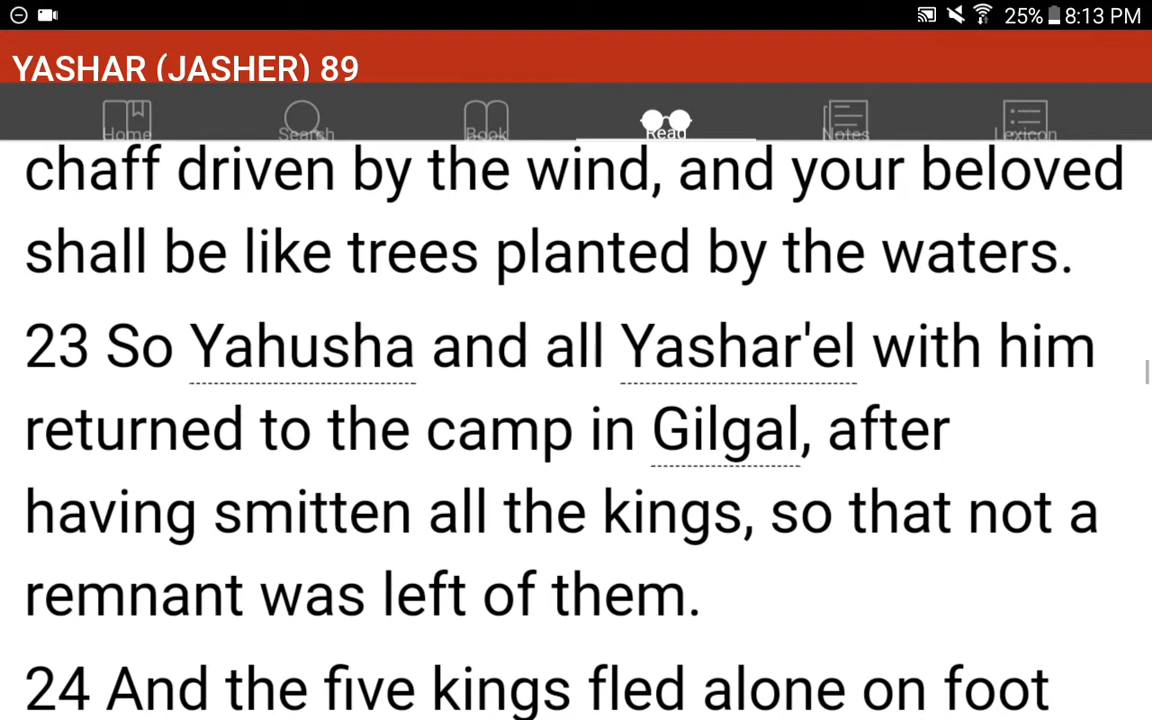 25% 8:13 PM
YASHAR (JASHER) 89
Home Search Book Read Notes Lexicon
chaff driven by the wind, and your beloved
shall be like trees planted by the waters.
23 So Yahusha and all Yashar'el with him
returned to the camp in Gilgal, after
having smitten all the kings, so that not a
remnant was left of them.
24 And the five kings fled alone on foot